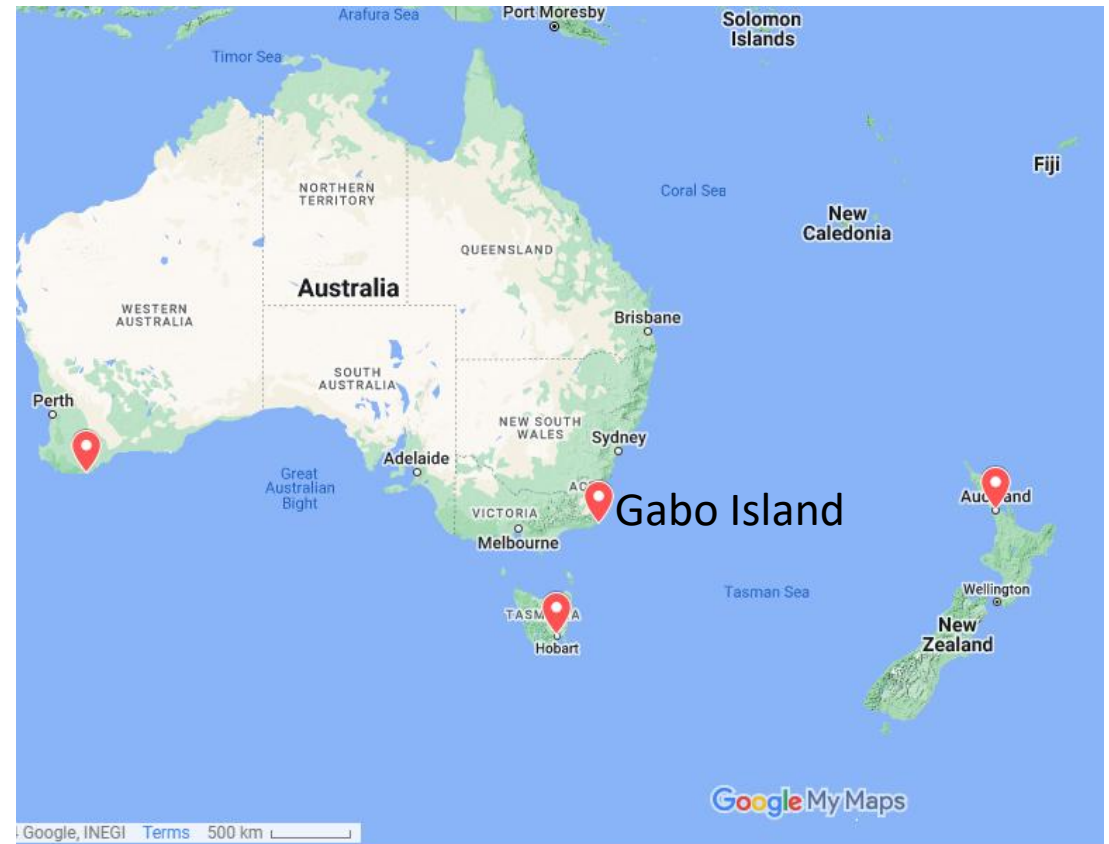 Arafura Sea
Port Moresby
Solomon
Islands
Timor Sea
Fiji
NORTHERN
TERRITORY
Coral Sea
New
Caledonia
QUEENSLAND
Australia
WESTERN
AUSTRALIA
Brisbane
SOUTH
AUSTRALIA
Perth
NEW SOUTH
WALES
Sydney
Adelaide
Great
Australian
Bight
AC
Gabo Island
Auckland
VICTORIA
Melbourne
Tasman Sea
Wellington
TASM A
Hobart
New
Zealand
Google My Maps
Google, INEGI Terms 500 km